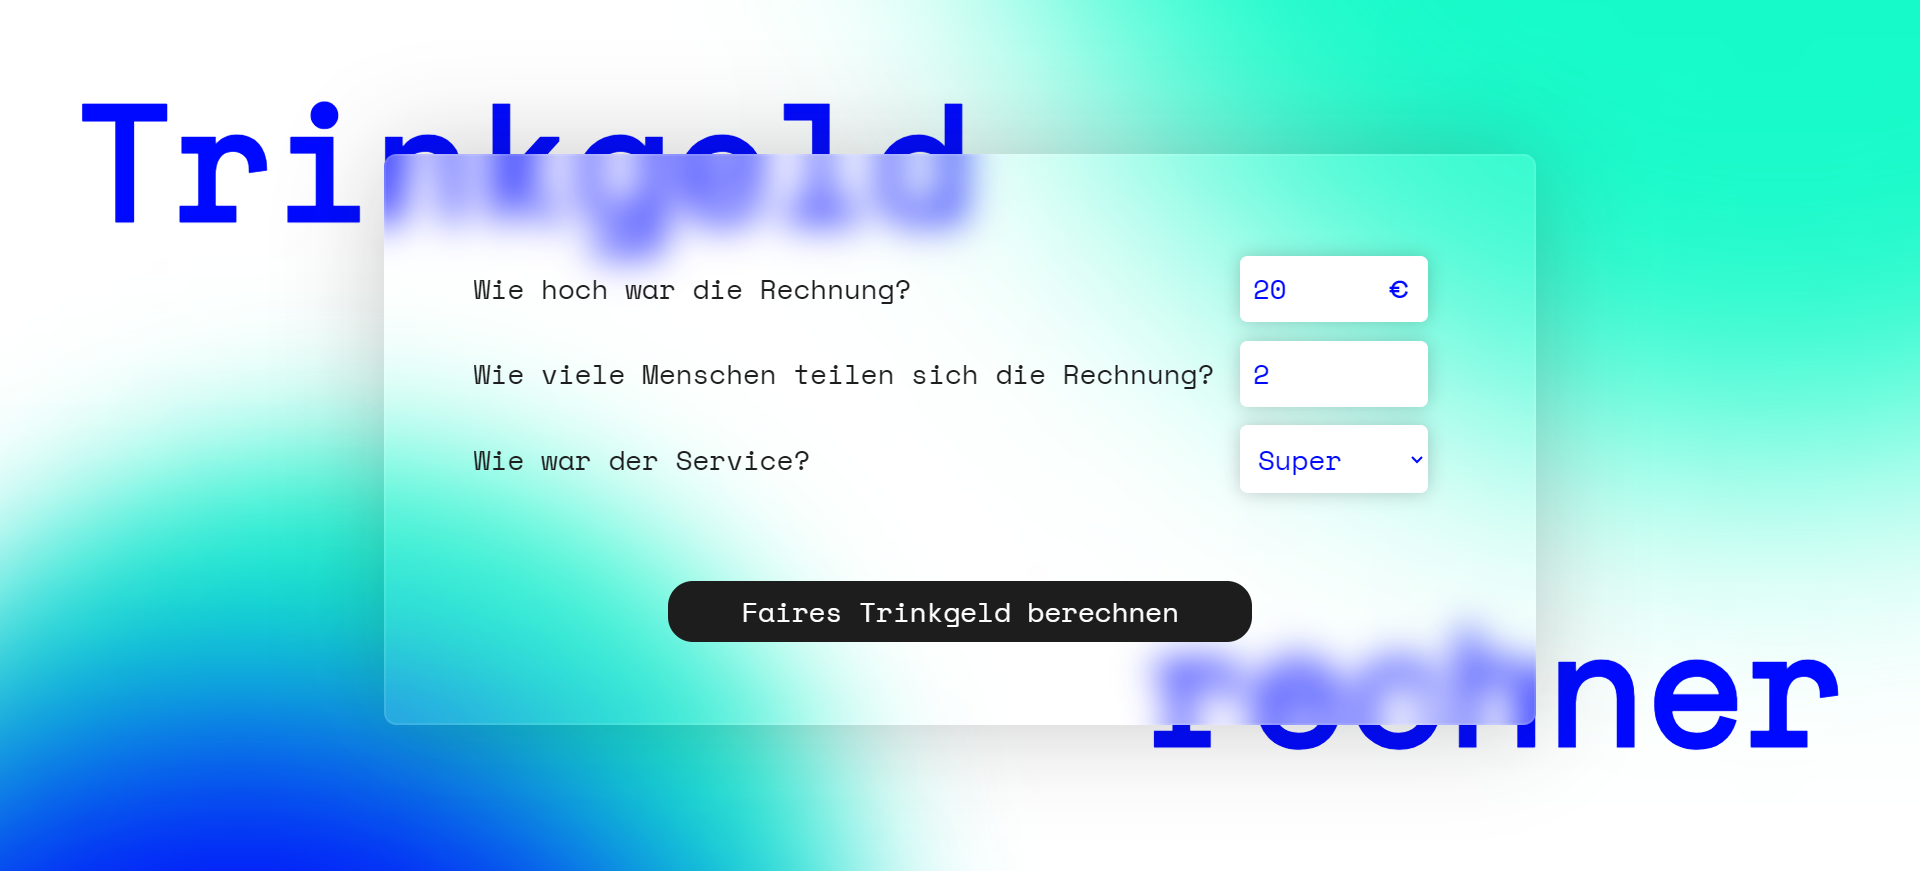 Trinkgeld
Wie hoch war die Rechnung? 20 €
Wie viele Menschen teilen sich die Rechnung? 2
Wie war der Service? Super
Faires Trinkgeld berechnen
rechner